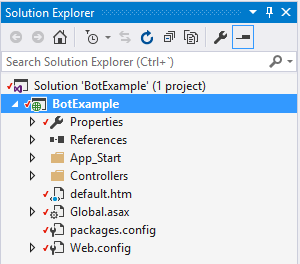 Solution Explorer
Search Solution Explorer (Ctrl+`)
Solution 'BotExample' (1 project)
BotExample
Properties
References
App_Start
Controllers
default.htm
Global.asax
packages.config
Web.config